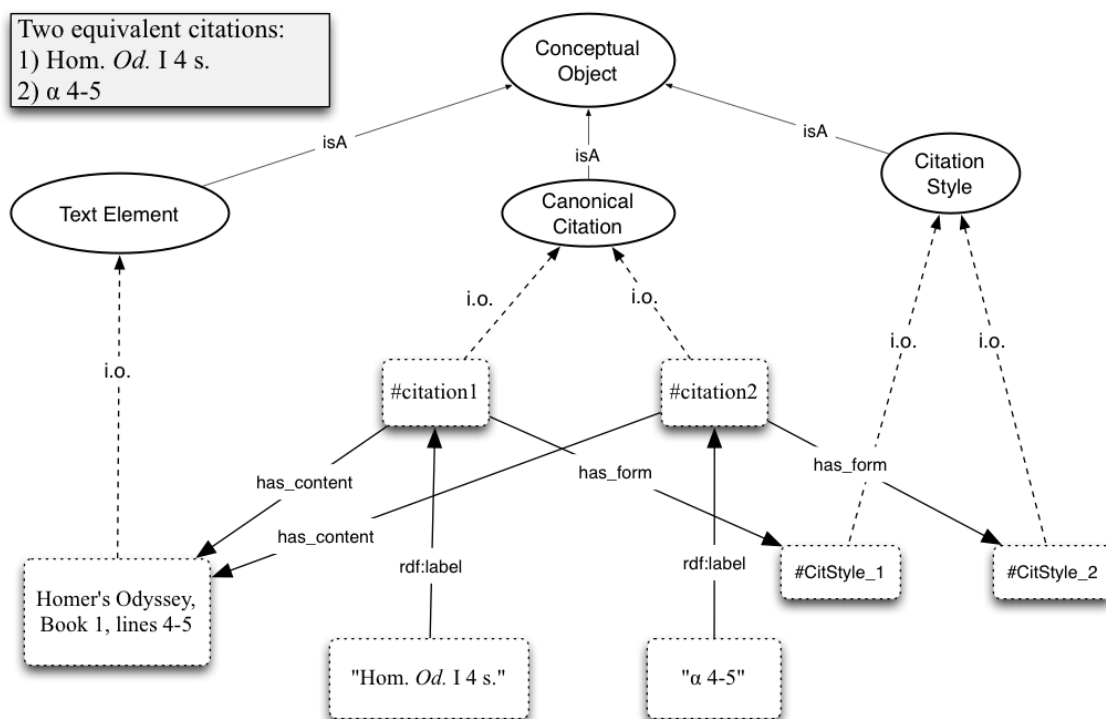 Two equivalent citations:
1) Hom. Od. I 4 s.
2) α 4-5
Conceptual
Object
isA
isA
isA
Text Element
Canonical
Citation
Citation
Style
i.o.
i.o.
i.o.
i.o.
i.o.
#citation1
#citation2
has_content
has_form
has_form
has_content
rdf:label
rdf:label
Homer's Odyssey,
Book 1, lines 4-5
#CitStyle_1
#CitStyle_2
"Hom. Od. I 4 s."
"α 4-5"